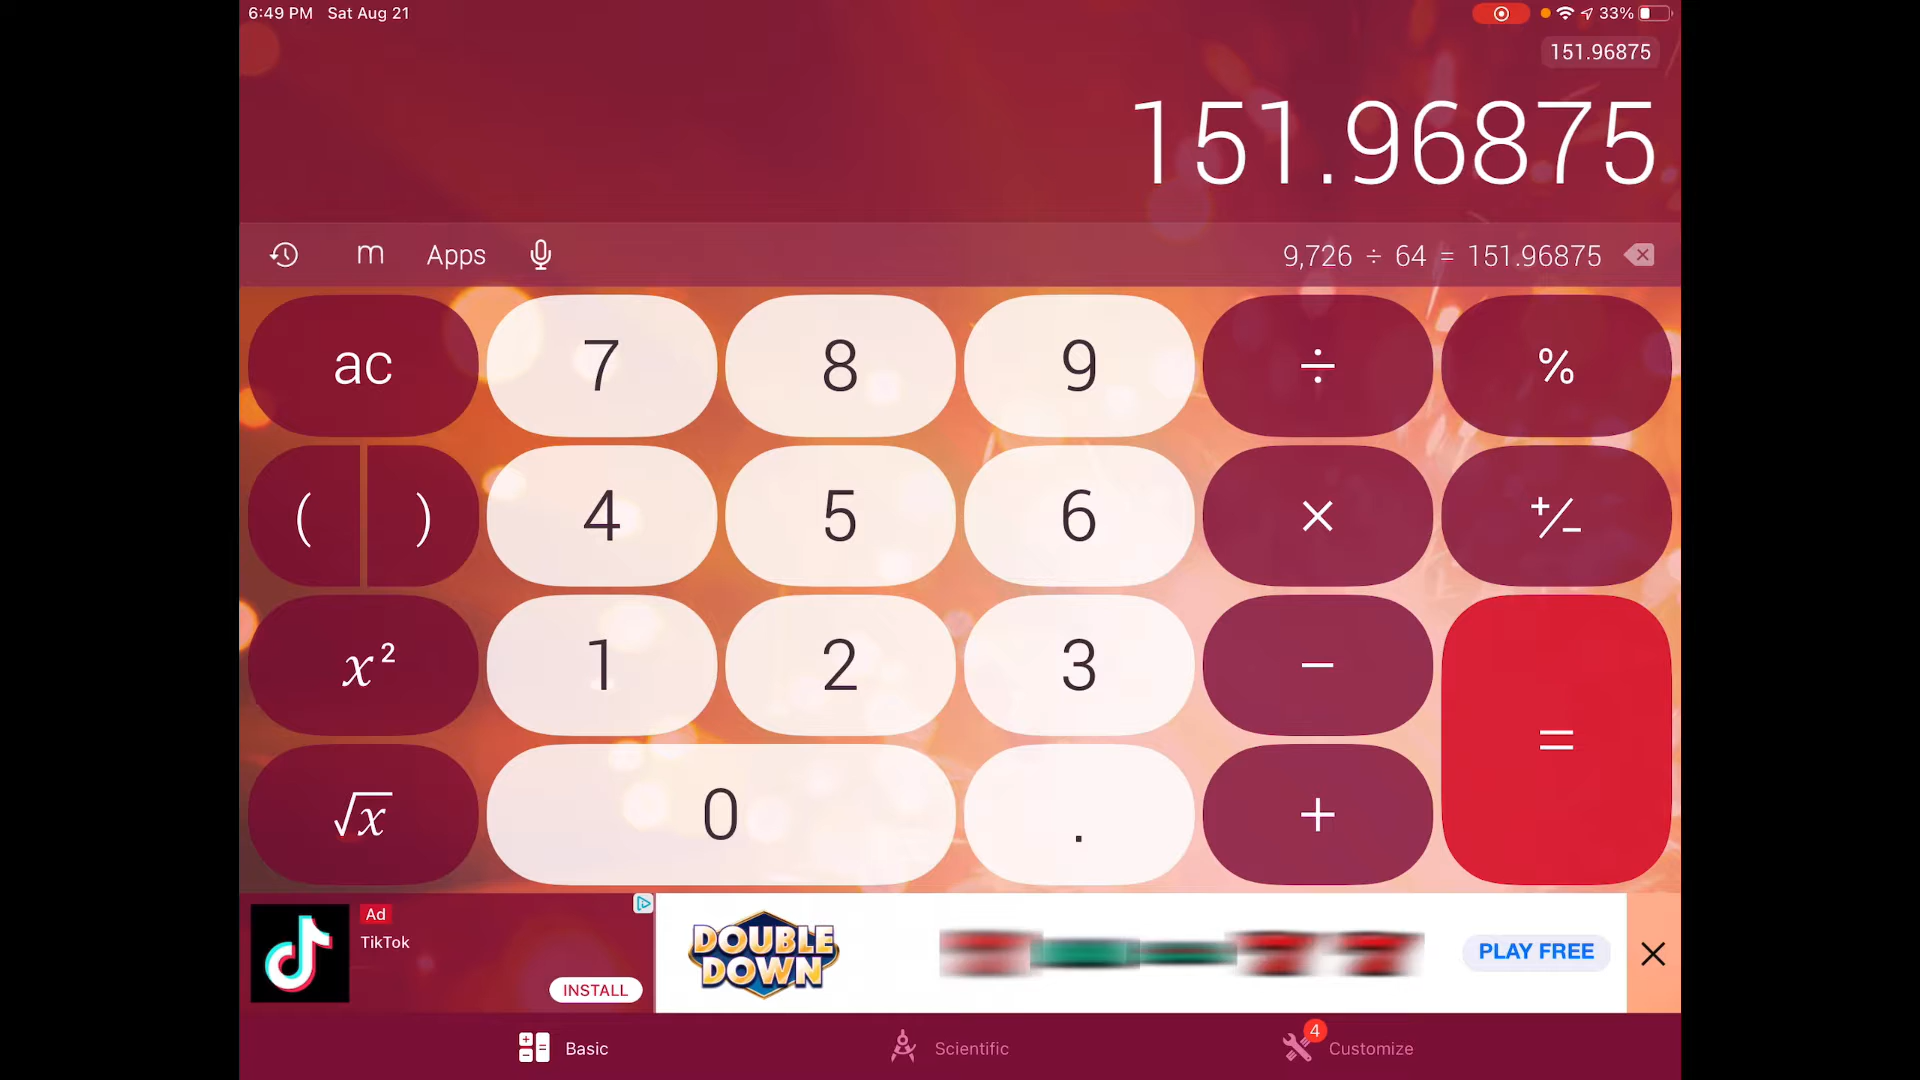 6:49 PM Sat Aug 21
33%
151.96875
151.96875
m Apps
9,726 ÷ 64 = 151.96875
ac 7 8 9 ÷ %
( ) 4 5 6 × +/−
x² 1 2 3 −
=
√x 0 . +
Ad
TikTok
INSTALL
DOUBLE
DOWN
PLAY FREE
Basic
Scientific
4
Customize